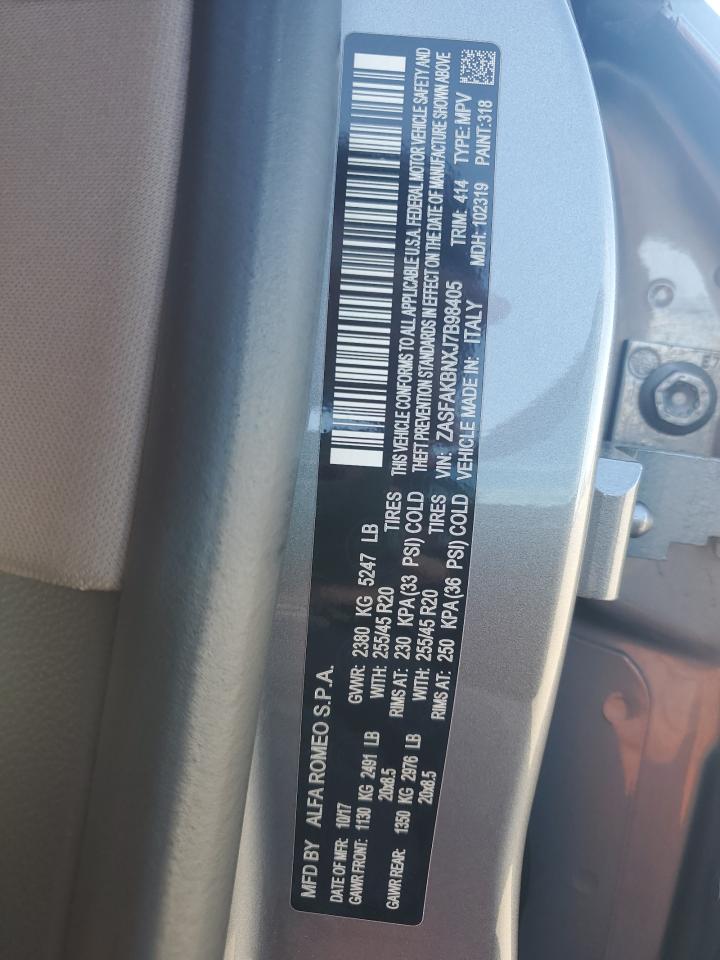 MFD BY ALFA ROMEO S.P.A.
DATE OF MFR: 10/17 GVWR: 2380 KG 5247 LB
GAWR FRONT: 1130 KG 2491 LB WITH: 255/45 R20 TIRES
20x8.5 RIMS AT: 230 KPA(33 PSI) COLD
GAWR REAR: 1350 KG 2976 LB WITH: 255/45 R20 TIRES
20x8.5 RIMS AT: 250 KPA(36 PSI) COLD
THIS VEHICLE CONFORMS TO ALL APPLICABLE U.S.A. FEDERAL MOTOR VEHICLE SAFETY AND
THEFT PREVENTION STANDARDS IN EFFECT ON THE DATE OF MANUFACTURE SHOWN ABOVE
VIN: ZASFAKBNXJ7B98405 TRIM: 414 TYPE: MPV
VEHICLE MADE IN: ITALY MDH: 102319 PAINT: 318